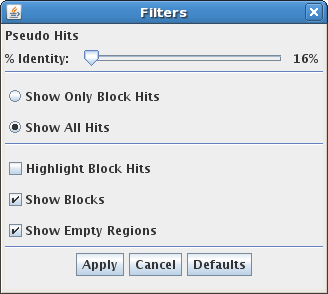 Filters
Pseudo Hits
% Identity: 16%
Show Only Block Hits
Show All Hits
Highlight Block Hits
Show Blocks
Show Empty Regions
Apply Cancel Defaults